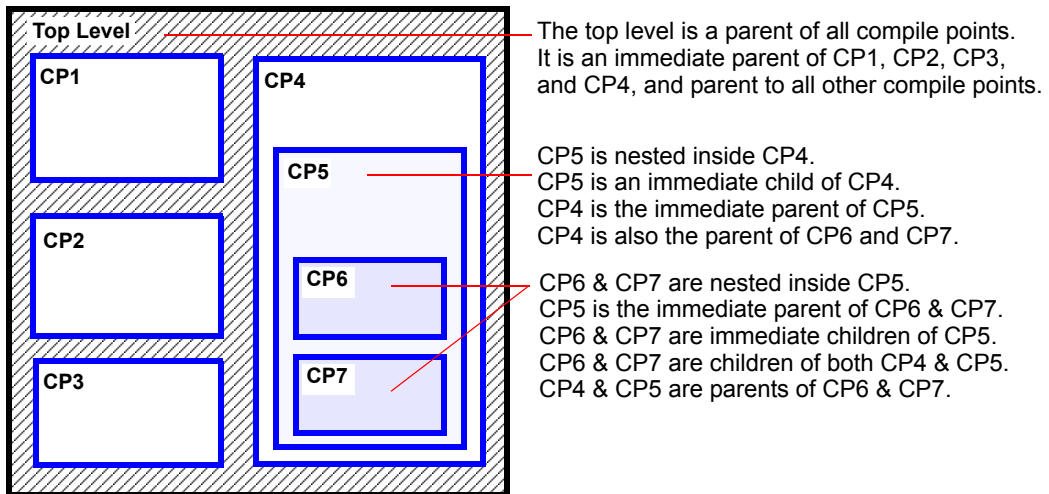 Top Level
CP1
CP2
CP3
CP4
CP5
CP6
CP7
The top level is a parent of all compile points.
It is an immediate parent of CP1, CP2, CP3,
and CP4, and parent to all other compile points.
CP5 is nested inside CP4.
CP5 is an immediate child of CP4.
CP4 is the immediate parent of CP5.
CP4 is also the parent of CP6 and CP7.
CP6 & CP7 are nested inside CP5.
CP5 is the immediate parent of CP6 & CP7.
CP6 & CP7 are immediate children of CP5.
CP6 & CP7 are children of both CP4 & CP5.
CP4 & CP5 are parents of CP6 & CP7.